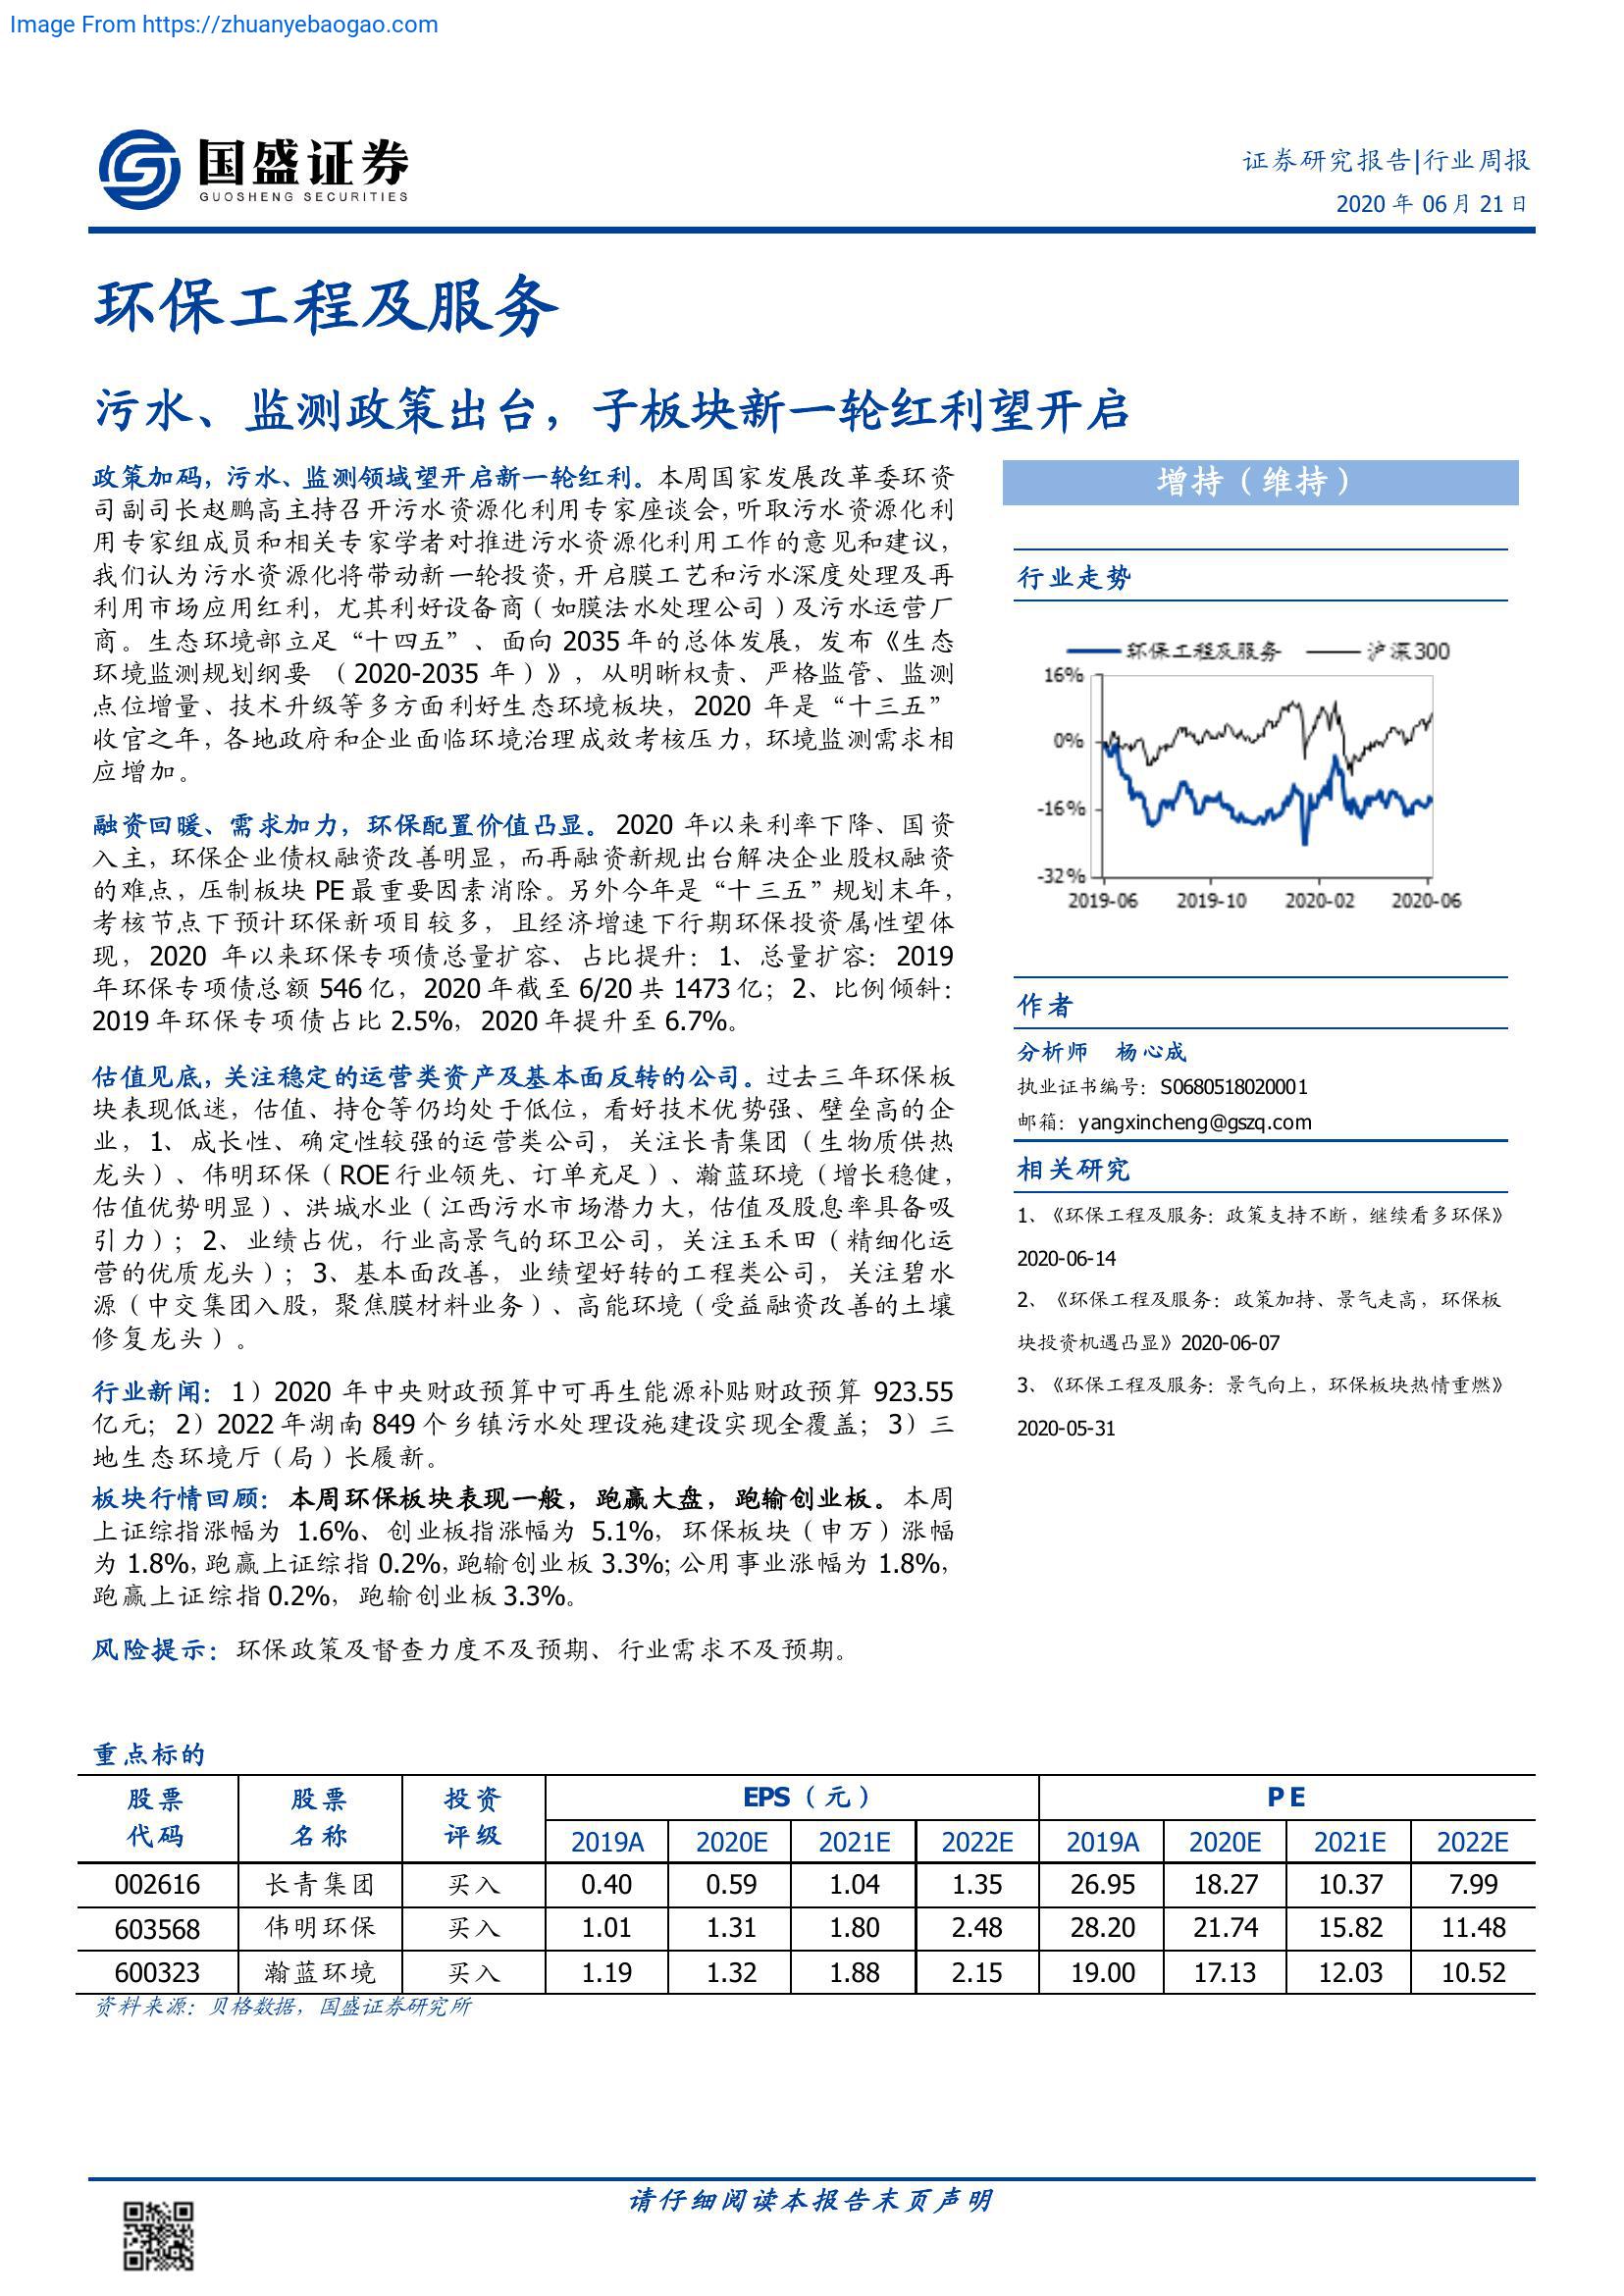 Image From https://zhuanyebaogao.com
国盛证券
GUOSHENG SECURITIES
证券研究报告|行业周报
2020 年 06 月 21 日
环保工程及服务
污水、监测政策出台，子板块新一轮红利望开启
政策加码，污水、监测领域望开启新一轮红利。本周国家发展改革委环资
司副司长赵鹏高主持召开污水资源化利用专家座谈会，听取污水资源化利
用专家组成员和相关专家学者对推进污水资源化利用工作的意见和建议，
我们认为污水资源化将带动新一轮投资，开启膜工艺和污水深度处理及再
利用市场应用红利，尤其利好设备商（如膜法水处理公司）及污水运营厂
商。生态环境部立足“十四五”、面向 2035 年的总体发展，发布《生态
环境监测规划纲要 （2020-2035 年）》，从明晰权责、严格监管、监测
点位增量、技术升级等多方面利好生态环境板块，2020 年是“十三五”
收官之年，各地政府和企业面临环境治理成效考核压力，环境监测需求相
应增加。
融资回暖、需求加力，环保配置价值凸显。2020 年以来利率下降、国资
入主，环保企业债权融资改善明显，而再融资新规出台解决企业股权融资
的难点，压制板块 PE 最重要因素消除。另外今年是“十三五”规划末年，
考核节点下预计环保新项目较多，且经济增速下行期环保投资属性望体
现，2020 年以来环保专项债总量扩容、占比提升：1、总量扩容：2019
年环保专项债总额 546 亿，2020 年截至 6/20 共 1473 亿；2、比例倾斜：
2019 年环保专项债占比 2.5%，2020 年提升至 6.7%。
估值见底，关注稳定的运营类资产及基本面反转的公司。过去三年环保板
块表现低迷，估值、持仓等仍均处于低位，看好技术优势强、壁垒高的企
业，1、成长性、确定性较强的运营类公司，关注长青集团（生物质供热
龙头）、伟明环保（ROE 行业领先、订单充足）、瀚蓝环境（增长稳健，
估值优势明显）、洪城水业（江西污水市场潜力大，估值及股息率具备吸
引力）；2、业绩占优，行业高景气的环卫公司，关注玉禾田（精细化运
营的优质龙头）；3、基本面改善，业绩望好转的工程类公司，关注碧水
源（中交集团入股，聚焦膜材料业务）、高能环境（受益融资改善的土壤
修复龙头）。
行业新闻：1）2020 年中央财政预算中可再生能源补贴财政预算 923.55
亿元；2）2022 年湖南 849 个乡镇污水处理设施建设实现全覆盖；3）三
地生态环境厅（局）长履新。
板块行情回顾：本周环保板块表现一般，跑赢大盘，跑输创业板。本周
上证综指涨幅为 1.6%、创业板指涨幅为 5.1%，环保板块（申万）涨幅
为 1.8%，跑赢上证综指 0.2%，跑输创业板 3.3%；公用事业涨幅为 1.8%，
跑赢上证综指 0.2%，跑输创业板 3.3%。
风险提示：环保政策及督查力度不及预期、行业需求不及预期。
增持（维持）
行业走势
环保工程及服务 沪深300
16%
0%
-16%
-32%
2019-06 2019-10 2020-02 2020-06
作者
分析师 杨心成
执业证书编号：S0680518020001
邮箱：yangxincheng@gszq.com
相关研究
1、《环保工程及服务：政策支持不断，继续看多环保》
2020-06-14
2、《环保工程及服务：政策加持、景气走高，环保板
块投资机遇凸显》2020-06-07
3、《环保工程及服务：景气向上，环保板块热情重燃》
2020-05-31
重点标的
股票 股票 投资 EPS（元） PE
代码 名称 评级 2019A 2020E 2021E 2022E 2019A 2020E 2021E 2022E
002616 长青集团 买入 0.40 0.59 1.04 1.35 26.95 18.27 10.37 7.99
603568 伟明环保 买入 1.01 1.31 1.80 2.48 28.20 21.74 15.82 11.48
600323 瀚蓝环境 买入 1.19 1.32 1.88 2.15 19.00 17.13 12.03 10.52
资料来源：贝格数据，国盛证券研究所
请仔细阅读本报告末页声明